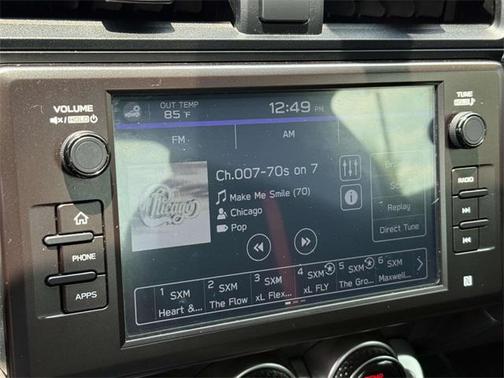 VOLUME
HOLD
OUT TEMP
85°F
12:49 PM
TUNE
HOLD
FM
AM
Ch.007-70s on 7
Make Me Smile (70)
Chicago
Pop
Chicago
Replay
Direct Tune
RADIO
PHONE
APPS
1 SXM
Heart &...
2 SXM
The Flow
3 SXM
xL Flex...
4 SXM
xL FLY
5 SXM
The Gro...
6 SXM
Maxwell...
N